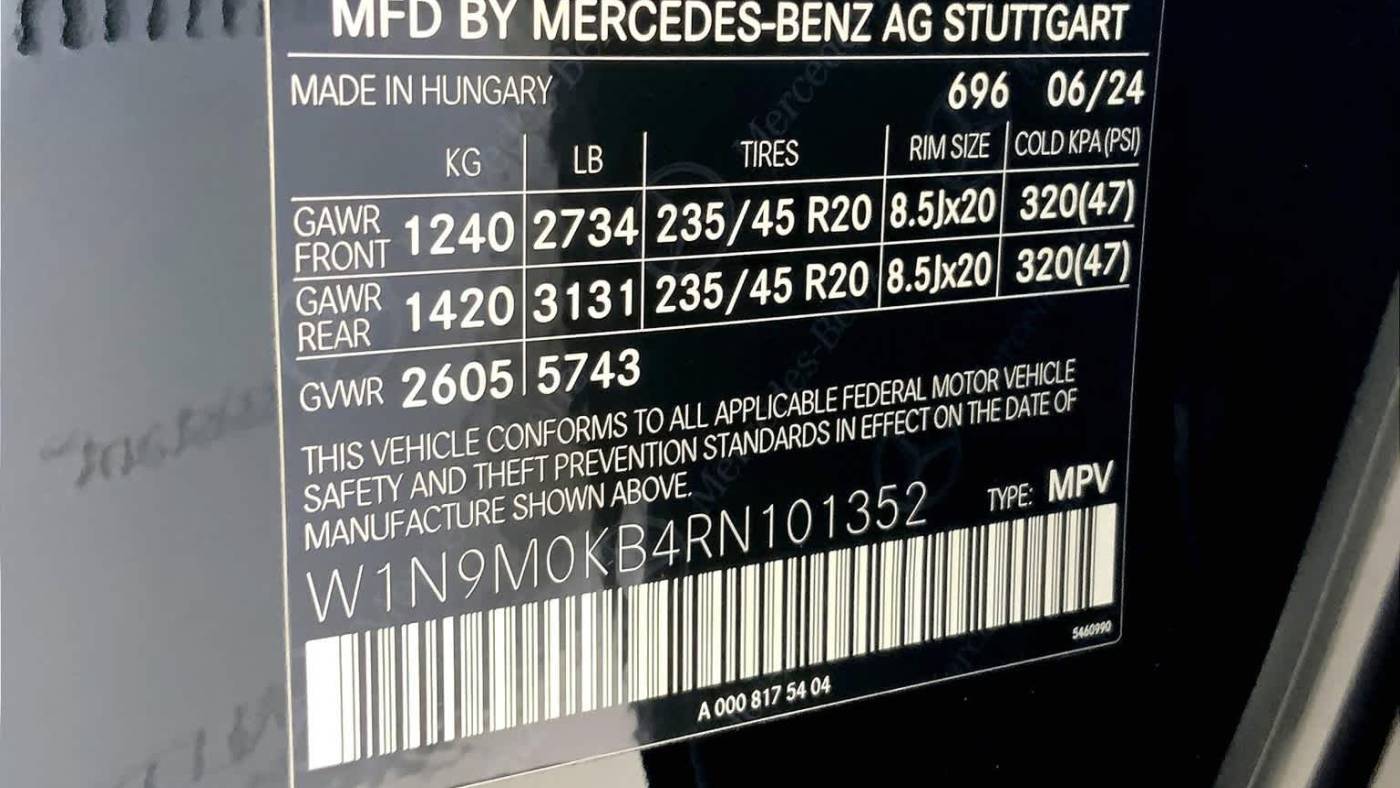 MFD BY MERCEDES-BENZ AG STUTTGART
MADE IN HUNGARY 696 06/24
KG LB TIRES RIM SIZE COLD KPA (PSI)
GAWR FRONT 1240 2734 235/45 R20 8.5Jx20 320(47)
GAWR REAR 1420 3131 235/45 R20 8.5Jx20 320(47)
GVWR 2605 5743
THIS VEHICLE CONFORMS TO ALL APPLICABLE FEDERAL MOTOR VEHICLE
SAFETY AND THEFT PREVENTION STANDARDS IN EFFECT ON THE DATE OF
MANUFACTURE SHOWN ABOVE.
W1N9M0KB4RN101352 TYPE: MPV
5460990
A 000 817 54 04